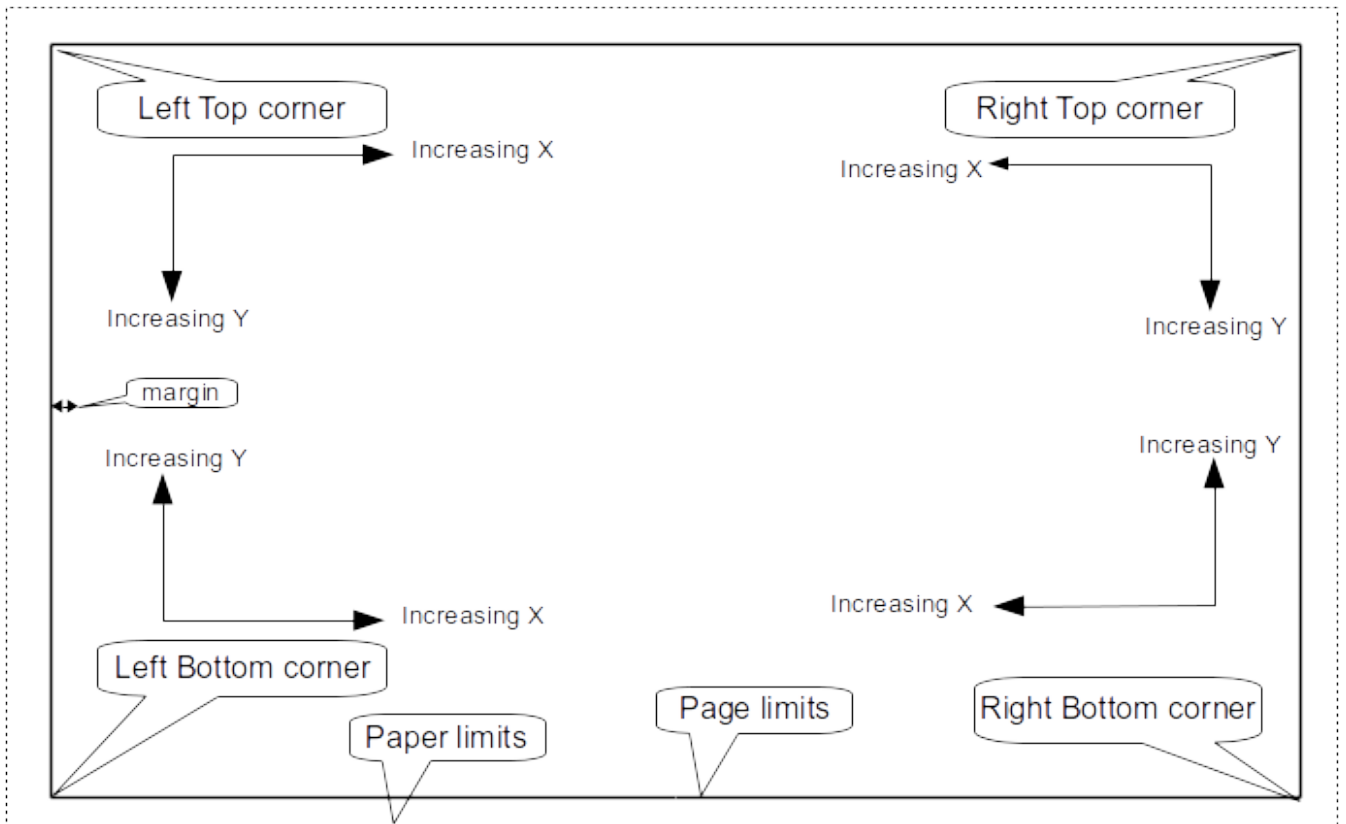 Left Top corner
Right Top corner
Increasing X
Increasing X
Increasing Y
Increasing Y
margin
Increasing Y
Increasing Y
Increasing X
Increasing X
Left Bottom corner
Page limits
Right Bottom corner
Paper limits